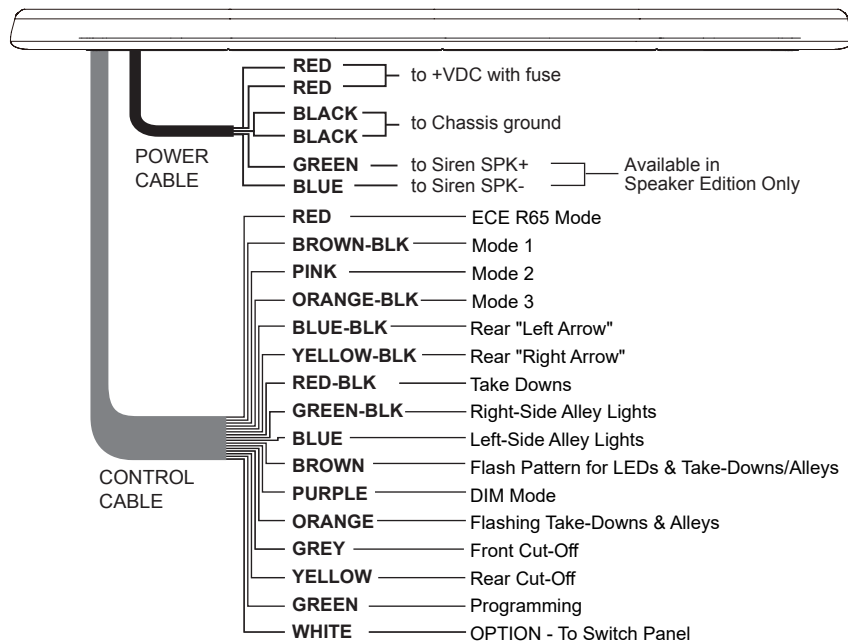 RED
RED
to +VDC with fuse
BLACK
BLACK
to Chassis ground
POWER
CABLE
GREEN to Siren SPK+
BLUE to Siren SPK-
Available in
Speaker Edition Only
RED ECE R65 Mode
BROWN-BLK Mode 1
PINK Mode 2
ORANGE-BLK Mode 3
BLUE-BLK Rear "Left Arrow"
YELLOW-BLK Rear "Right Arrow"
RED-BLK Take Downs
GREEN-BLK Right-Side Alley Lights
BLUE Left-Side Alley Lights
BROWN Flash Pattern for LEDs & Take-Downs/Alleys
CONTROL
CABLE
PURPLE DIM Mode
ORANGE Flashing Take-Downs & Alleys
GREY Front Cut-Off
YELLOW Rear Cut-Off
GREEN Programming
WHITE OPTION - To Switch Panel